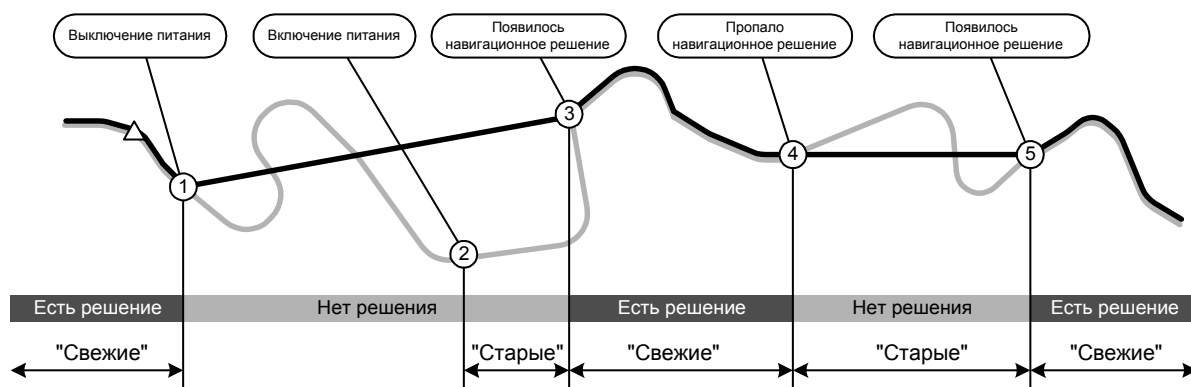 Выключение питания
Включение питания
Появилось
навигационное решение
Пропало
навигационное решение
Появилось
навигационное решение
1
2
3
4
5
Есть решение
Нет решения
Есть решение
Нет решения
Есть решение
"Свежие"
"Старые"
"Свежие"
"Старые"
"Свежие"